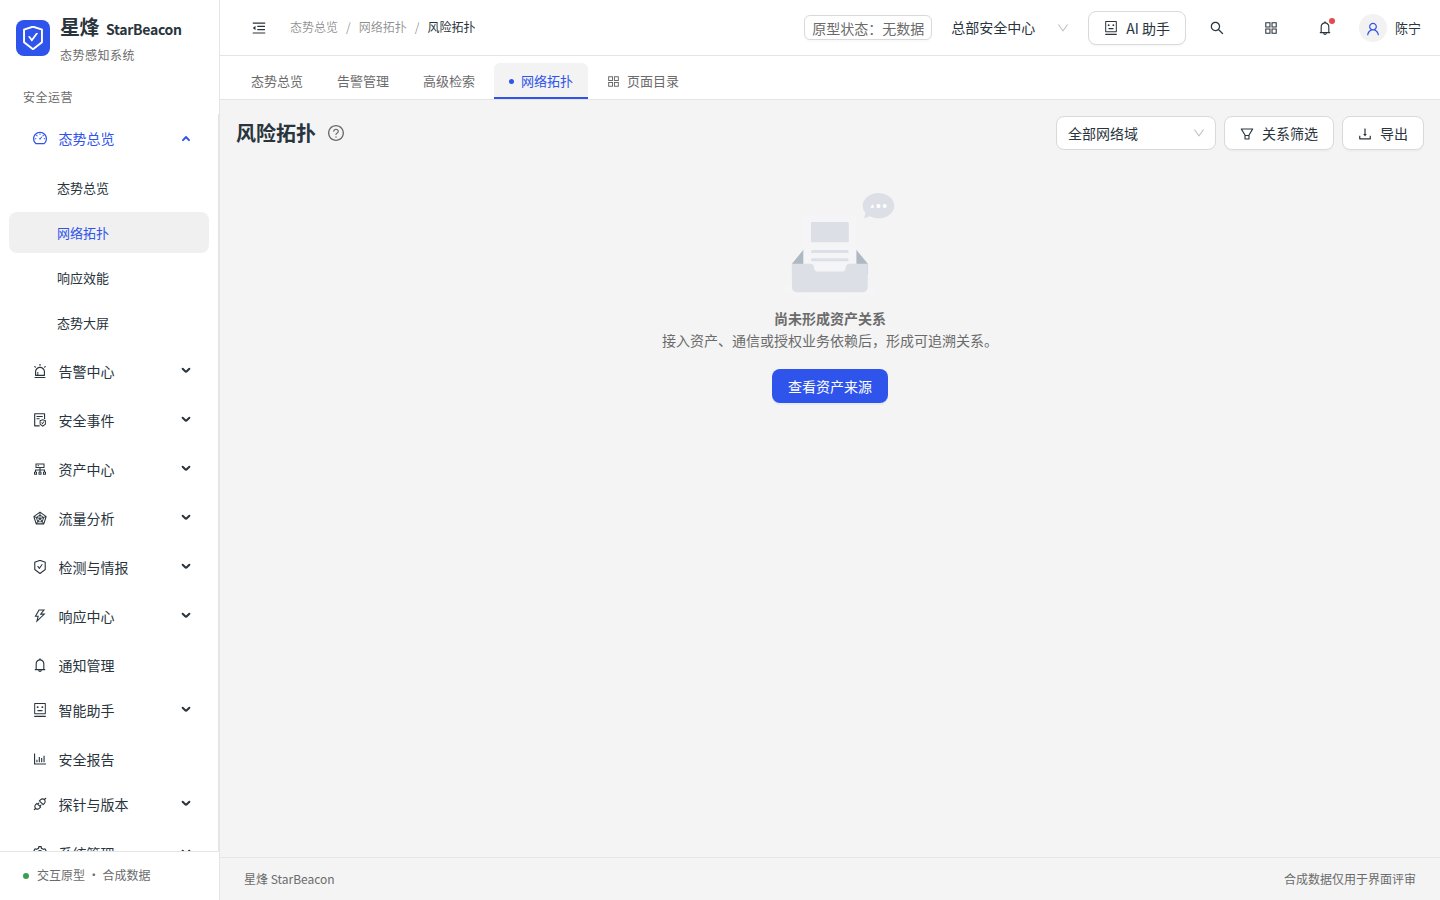 星烽 StarBeacon
态势感知系统
安全运营
态势总览
态势总览
网络拓扑
响应效能
态势大屏
告警中心
安全事件
资产中心
流量分析
检测与情报
响应中心
通知管理
智能助手
安全报告
探针与版本
交互原型 · 合成数据
态势总览 / 网络拓扑 / 风险拓扑
原型状态：无数据
总部安全中心
AI 助手
陈宁
态势总览
告警管理
高级检索
网络拓扑
页面目录
风险拓扑
全部网络域
关系筛选
导出
尚未形成资产关系
接入资产、通信或授权业务依赖后，形成可追溯关系。
查看资产来源
星烽 StarBeacon
合成数据仅用于界面评审